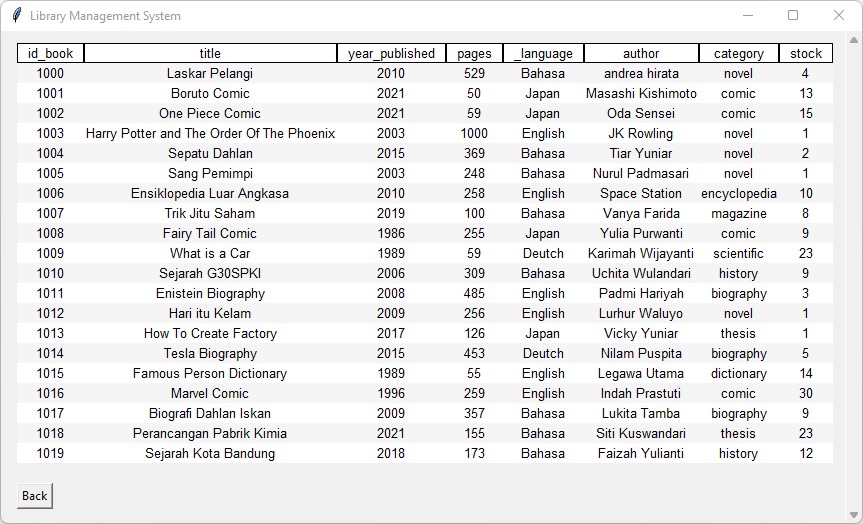 Library Management System
id_book title year_published pages _language author category stock
1000 Laskar Pelangi 2010 529 Bahasa andrea hirata novel 4
1001 Boruto Comic 2021 50 Japan Masashi Kishimoto comic 13
1002 One Piece Comic 2021 59 Japan Oda Sensei comic 15
1003 Harry Potter and The Order Of The Phoenix 2003 1000 English JK Rowling novel 1
1004 Sepatu Dahlan 2015 369 Bahasa Tiar Yuniar novel 2
1005 Sang Pemimpi 2003 248 Bahasa Nurul Padmasari novel 1
1006 Ensiklopedia Luar Angkasa 2010 258 English Space Station encyclopedia 10
1007 Trik Jitu Saham 2019 100 Bahasa Vanya Farida magazine 8
1008 Fairy Tail Comic 1986 255 Japan Yulia Purwanti comic 9
1009 What is a Car 1989 59 Deutch Karimah Wijayanti scientific 23
1010 Sejarah G30SPKI 2006 309 Bahasa Uchita Wulandari history 9
1011 Enistein Biography 2008 485 English Padmi Hariyah biography 3
1012 Hari itu Kelam 2009 256 English Lurhur Waluyo novel 1
1013 How To Create Factory 2017 126 Japan Vicky Yuniar thesis 1
1014 Tesla Biography 2015 453 Deutch Nilam Puspita biography 5
1015 Famous Person Dictionary 1989 55 English Legawa Utama dictionary 14
1016 Marvel Comic 1996 259 English Indah Prastuti comic 30
1017 Biografi Dahlan Iskan 2009 357 Bahasa Lukita Tamba biography 9
1018 Perancangan Pabrik Kimia 2021 155 Bahasa Siti Kuswandari thesis 23
1019 Sejarah Kota Bandung 2018 173 Bahasa Faizah Yulianti history 12
Back